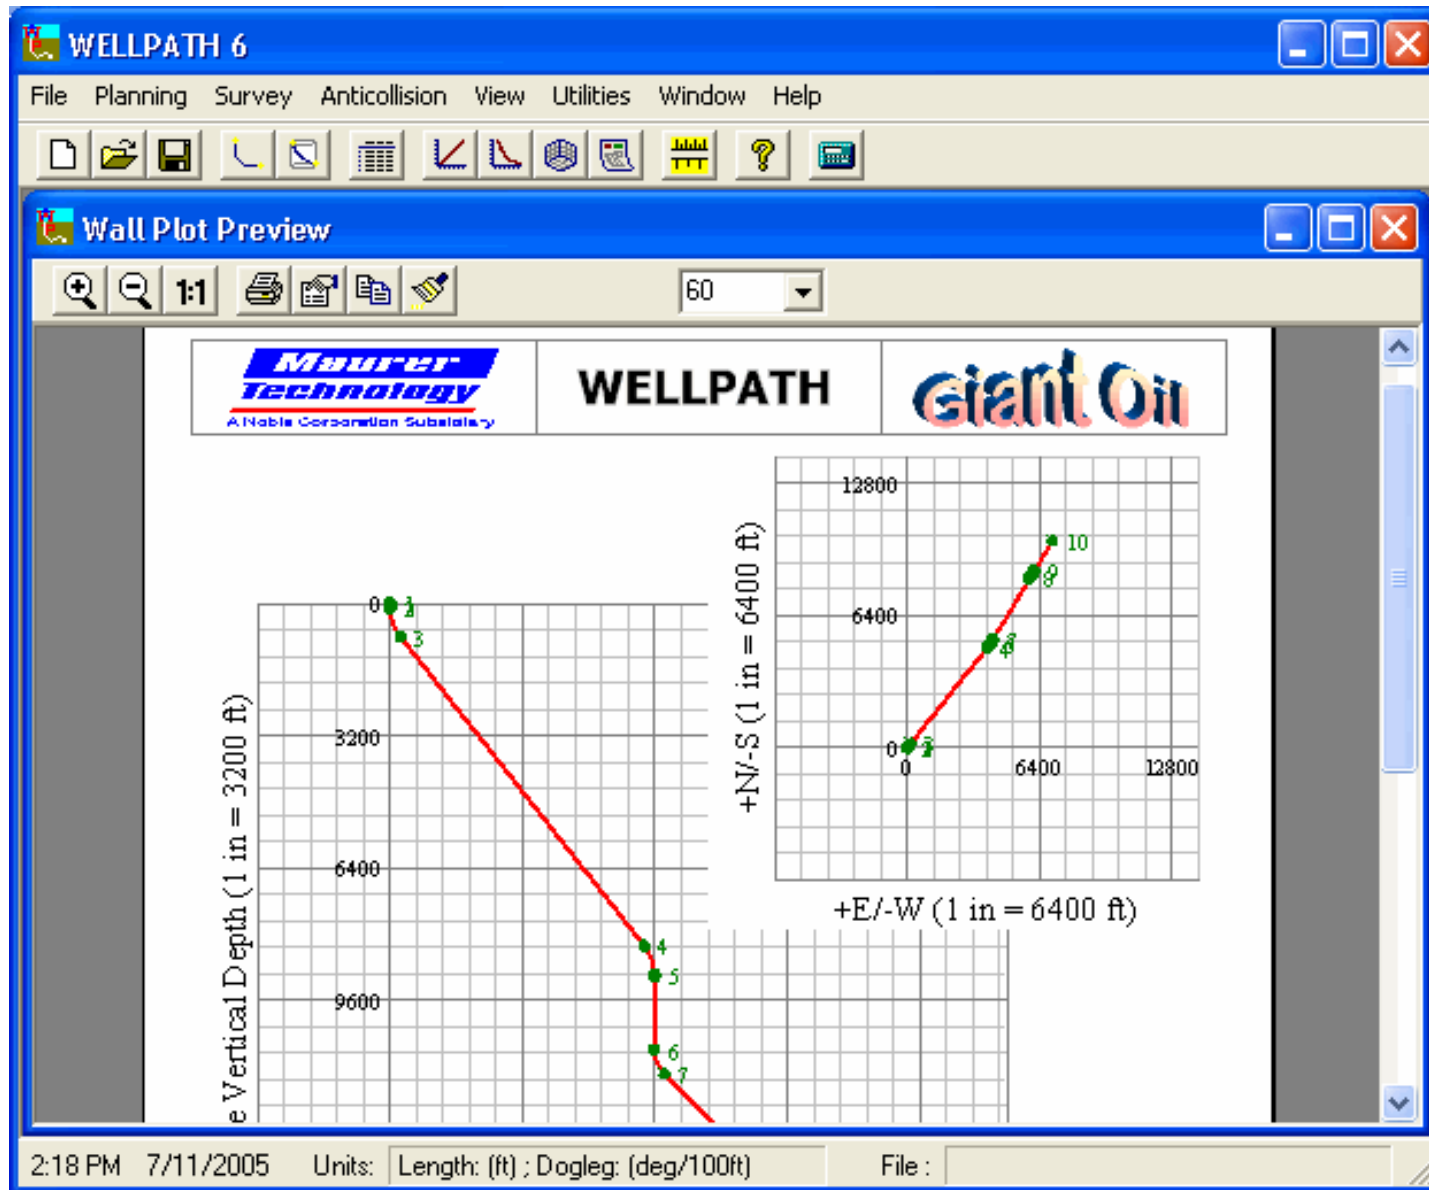 WELLPATH 6
File Planning Survey Anticollision View Utilities Window Help
Wall Plot Preview
1:1 60
Maurer
Technology
A Noble Corporation Subsidiary
WELLPATH
Giant Oil
12800
6400
0
0 6400 12800
+N/-S (1 in = 6400 ft)
+E/-W (1 in = 6400 ft)
10
9
8
0
3
3200
6400
4
5
9600
6
7
e Vertical Depth (1 in = 3200 ft)
2:18 PM 7/11/2005 Units: Length: (ft) ; Dogleg: (deg/100ft) File :